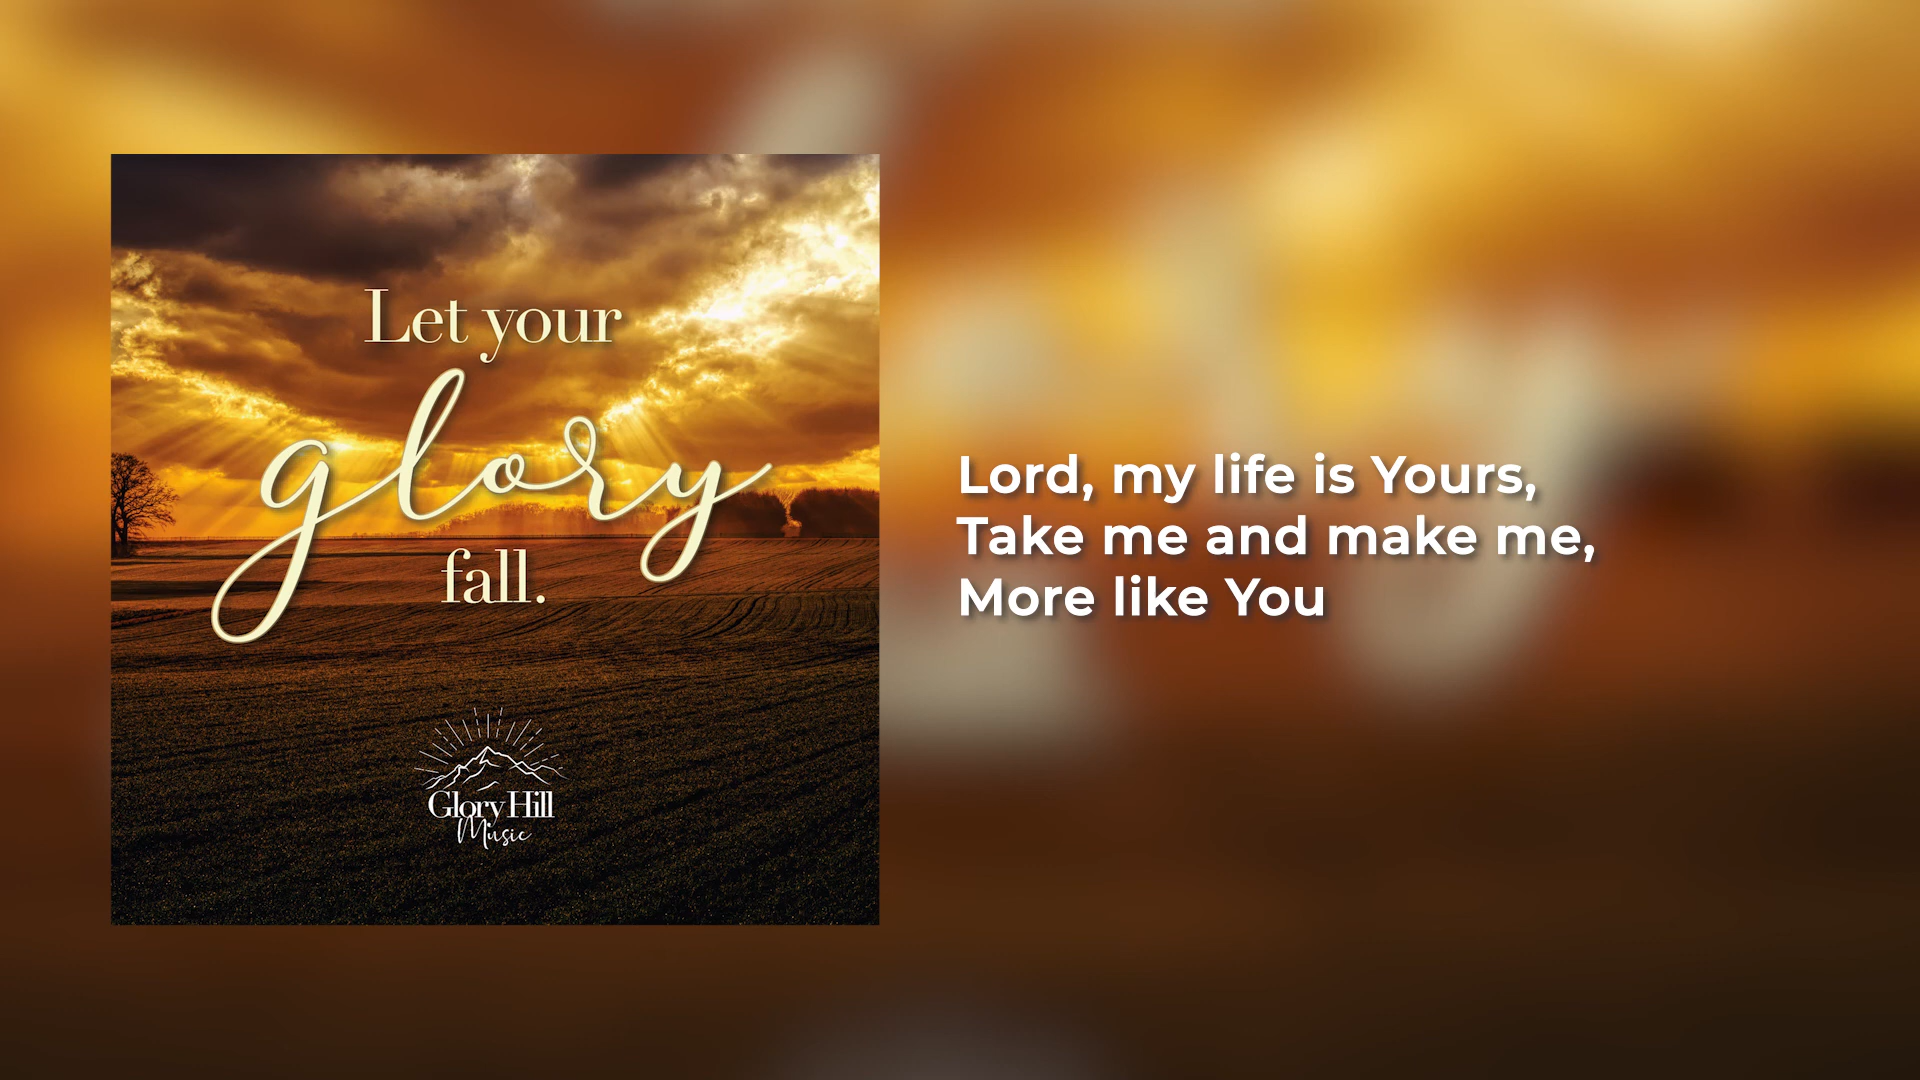 Let your
glory
fall.
Glory Hill
Music
Lord, my life is Yours,
Take me and make me,
More like You